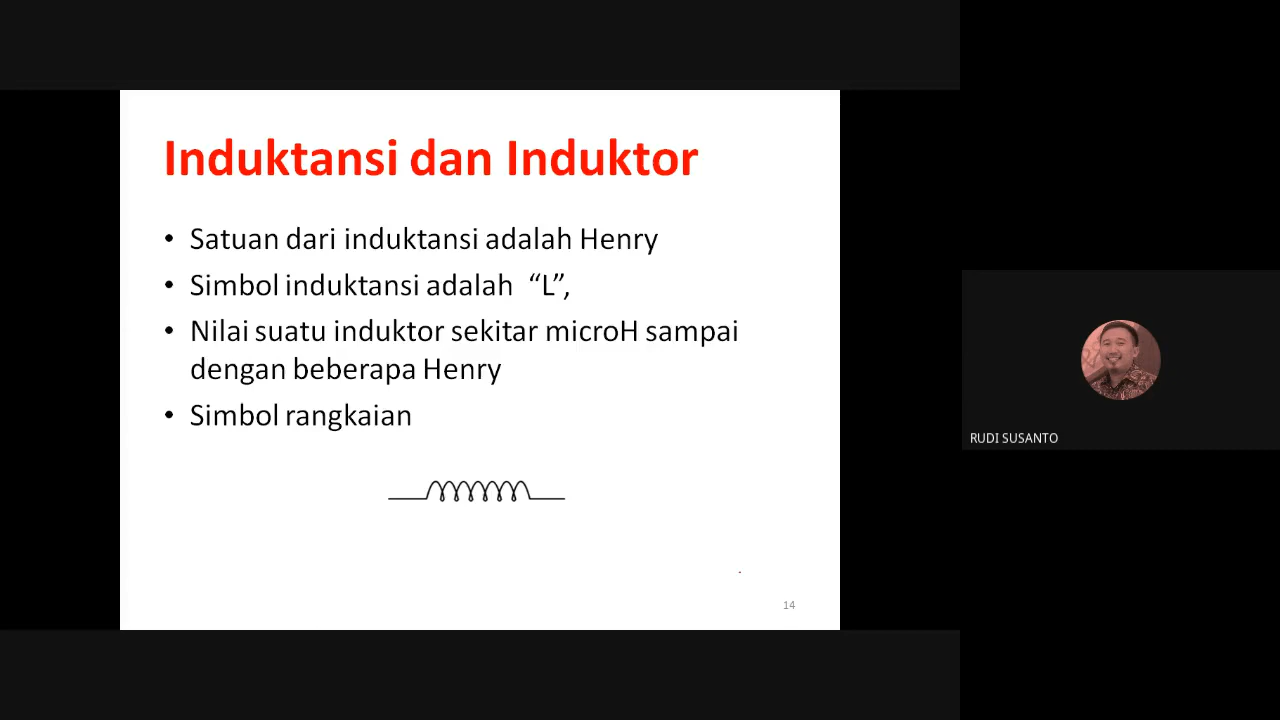 Induktansi dan Induktor
• Satuan dari induktansi adalah Henry
• Simbol induktansi adalah “L”,
• Nilai suatu induktor sekitar microH sampai
dengan beberapa Henry
• Simbol rangkaian
14
RUDI SUSANTO